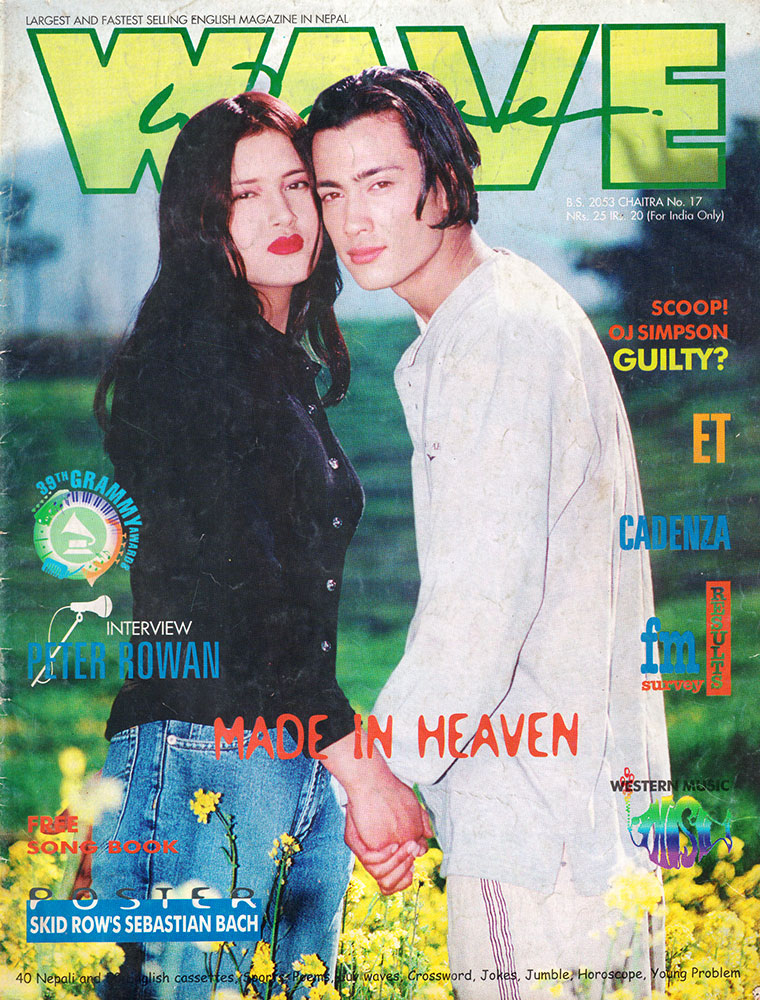 LARGEST AND FASTEST SELLING ENGLISH MAGAZINE IN NEPAL
WAVE
B.S. 2053 CHAITRA No. 17
NRs. 25 IRs. 20 (For India Only)
SCOOP!
OJ SIMPSON
GUILTY?
ET
39TH GRAMMY AWARDS
CADENZA
INTERVIEW
PETER ROWAN
fm
survey
RESULTS
MADE IN HEAVEN
WESTERN MUSIC
FREE
SONG BOOK
POSTER
SKID ROW'S SEBASTIAN BACH
40 Nepali and English cassettes, Sports, Poems, waves, Crossword, Jokes, Jumble, Horoscope, Young Problem